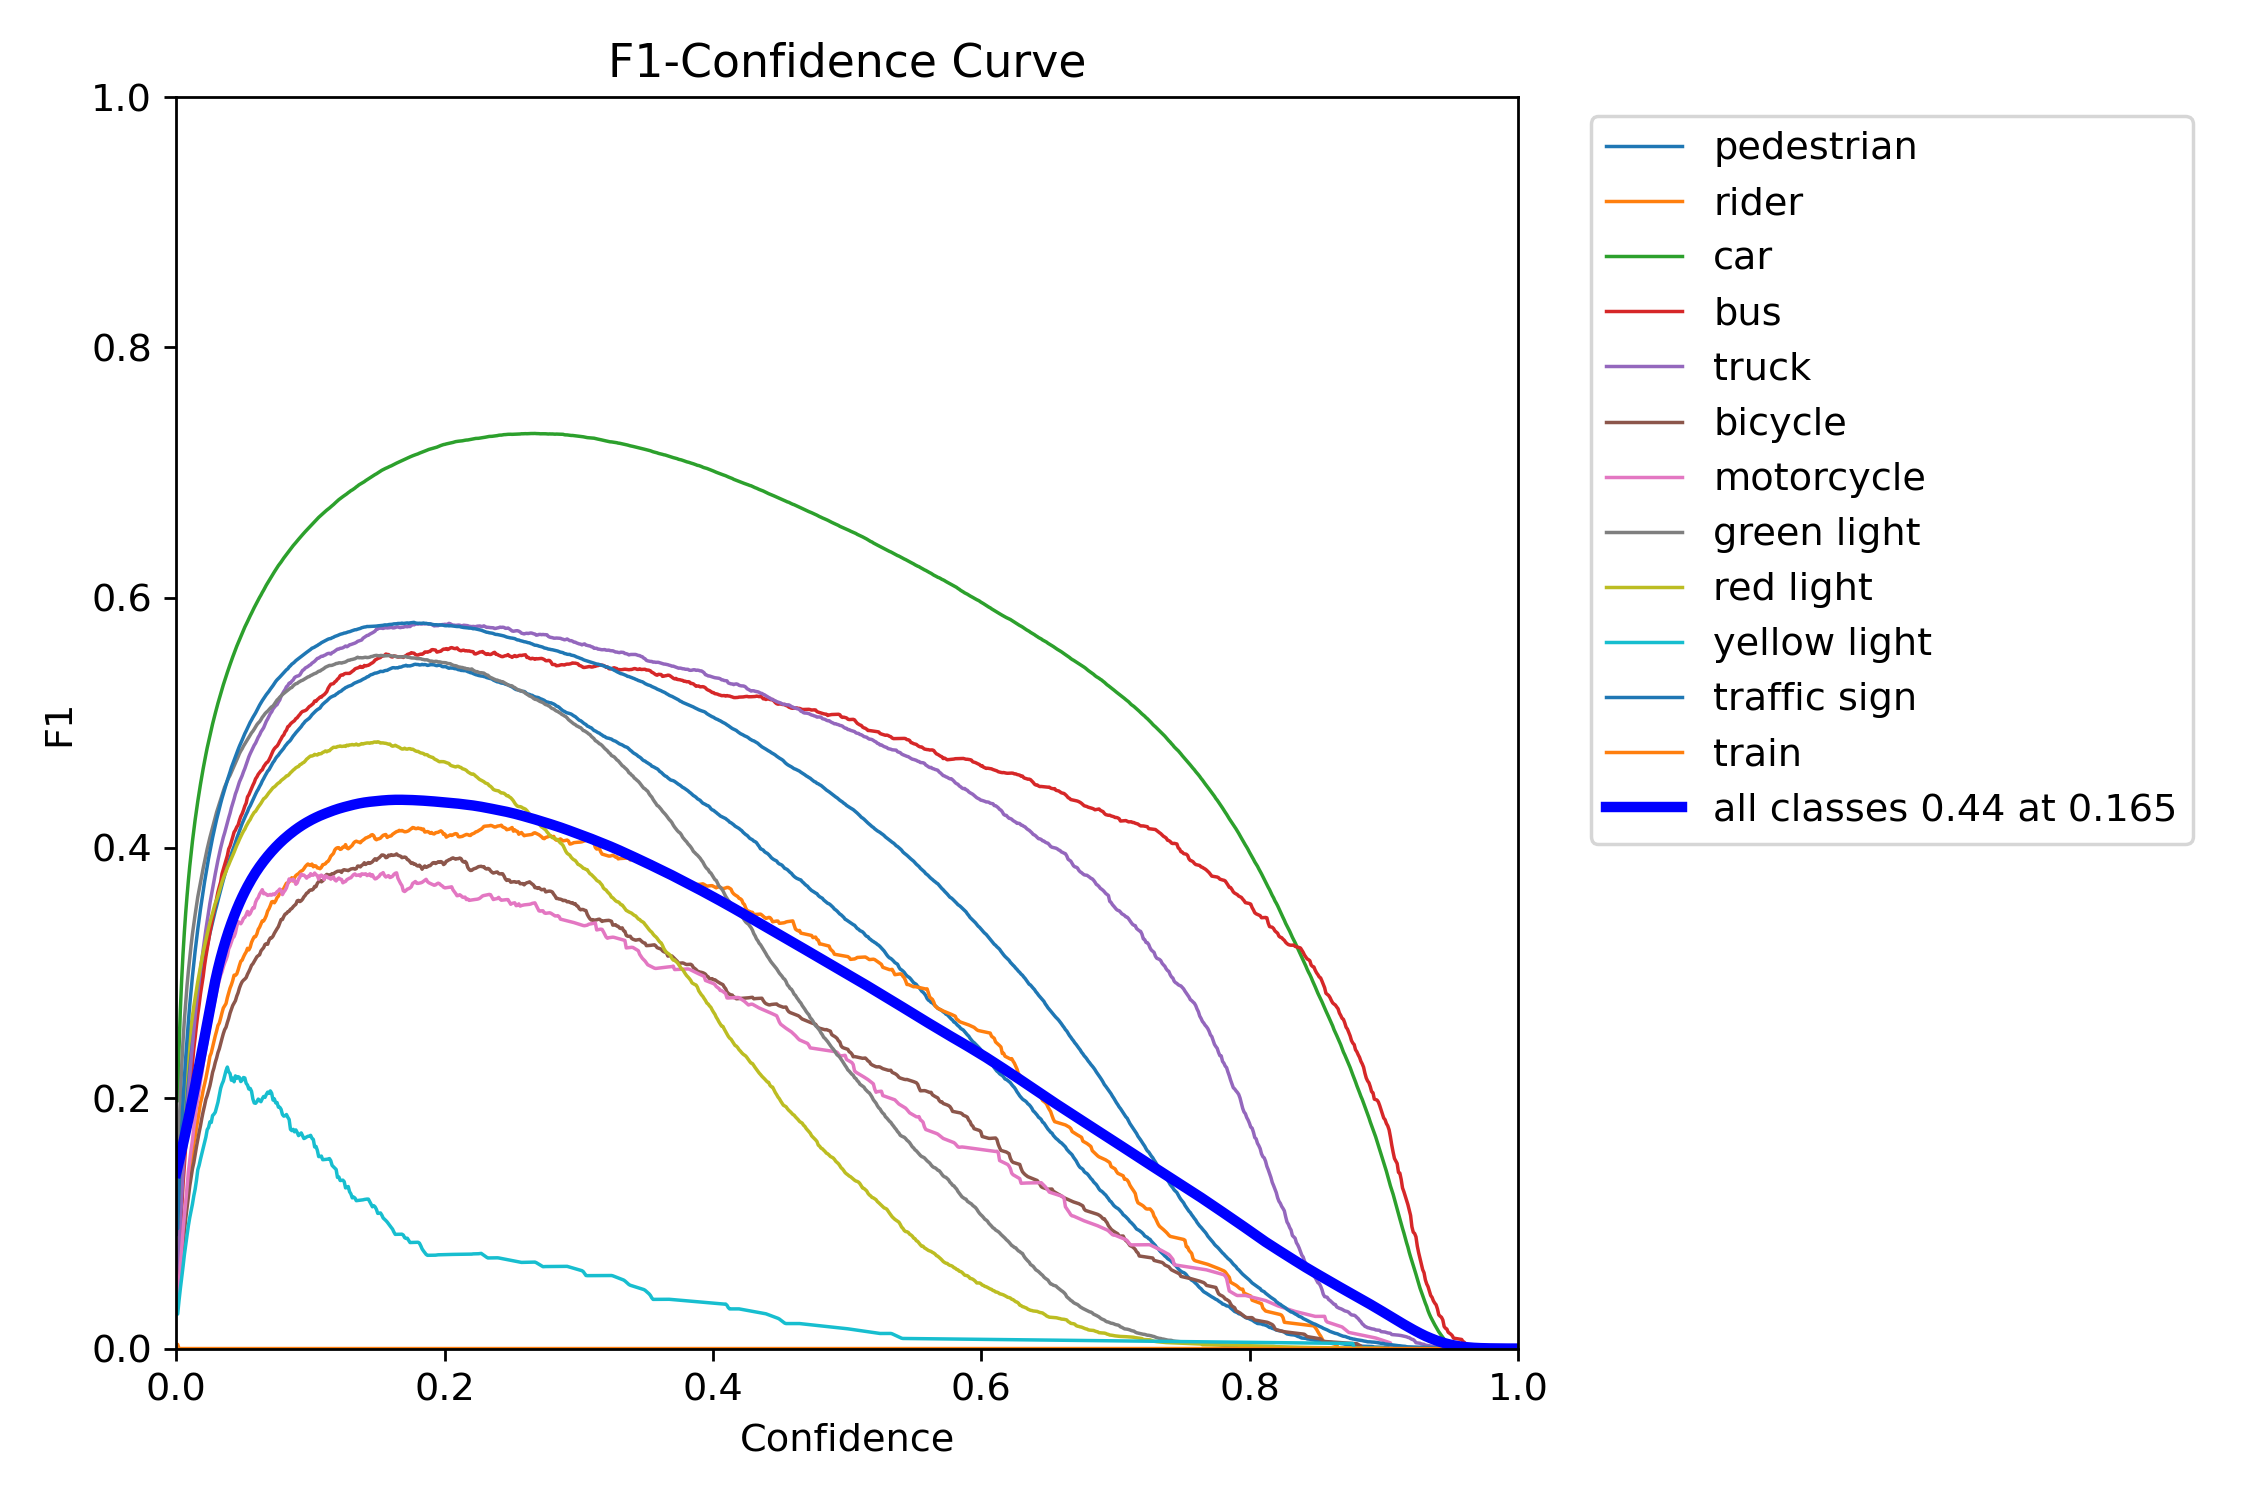 F1-Confidence Curve
1.0
0.8
0.6
0.4
0.2
0.0
F1
0.0 0.2 0.4 0.6 0.8 1.0
Confidence
pedestrian
rider
car
bus
truck
bicycle
motorcycle
green light
red light
yellow light
traffic sign
train
all classes 0.44 at 0.165